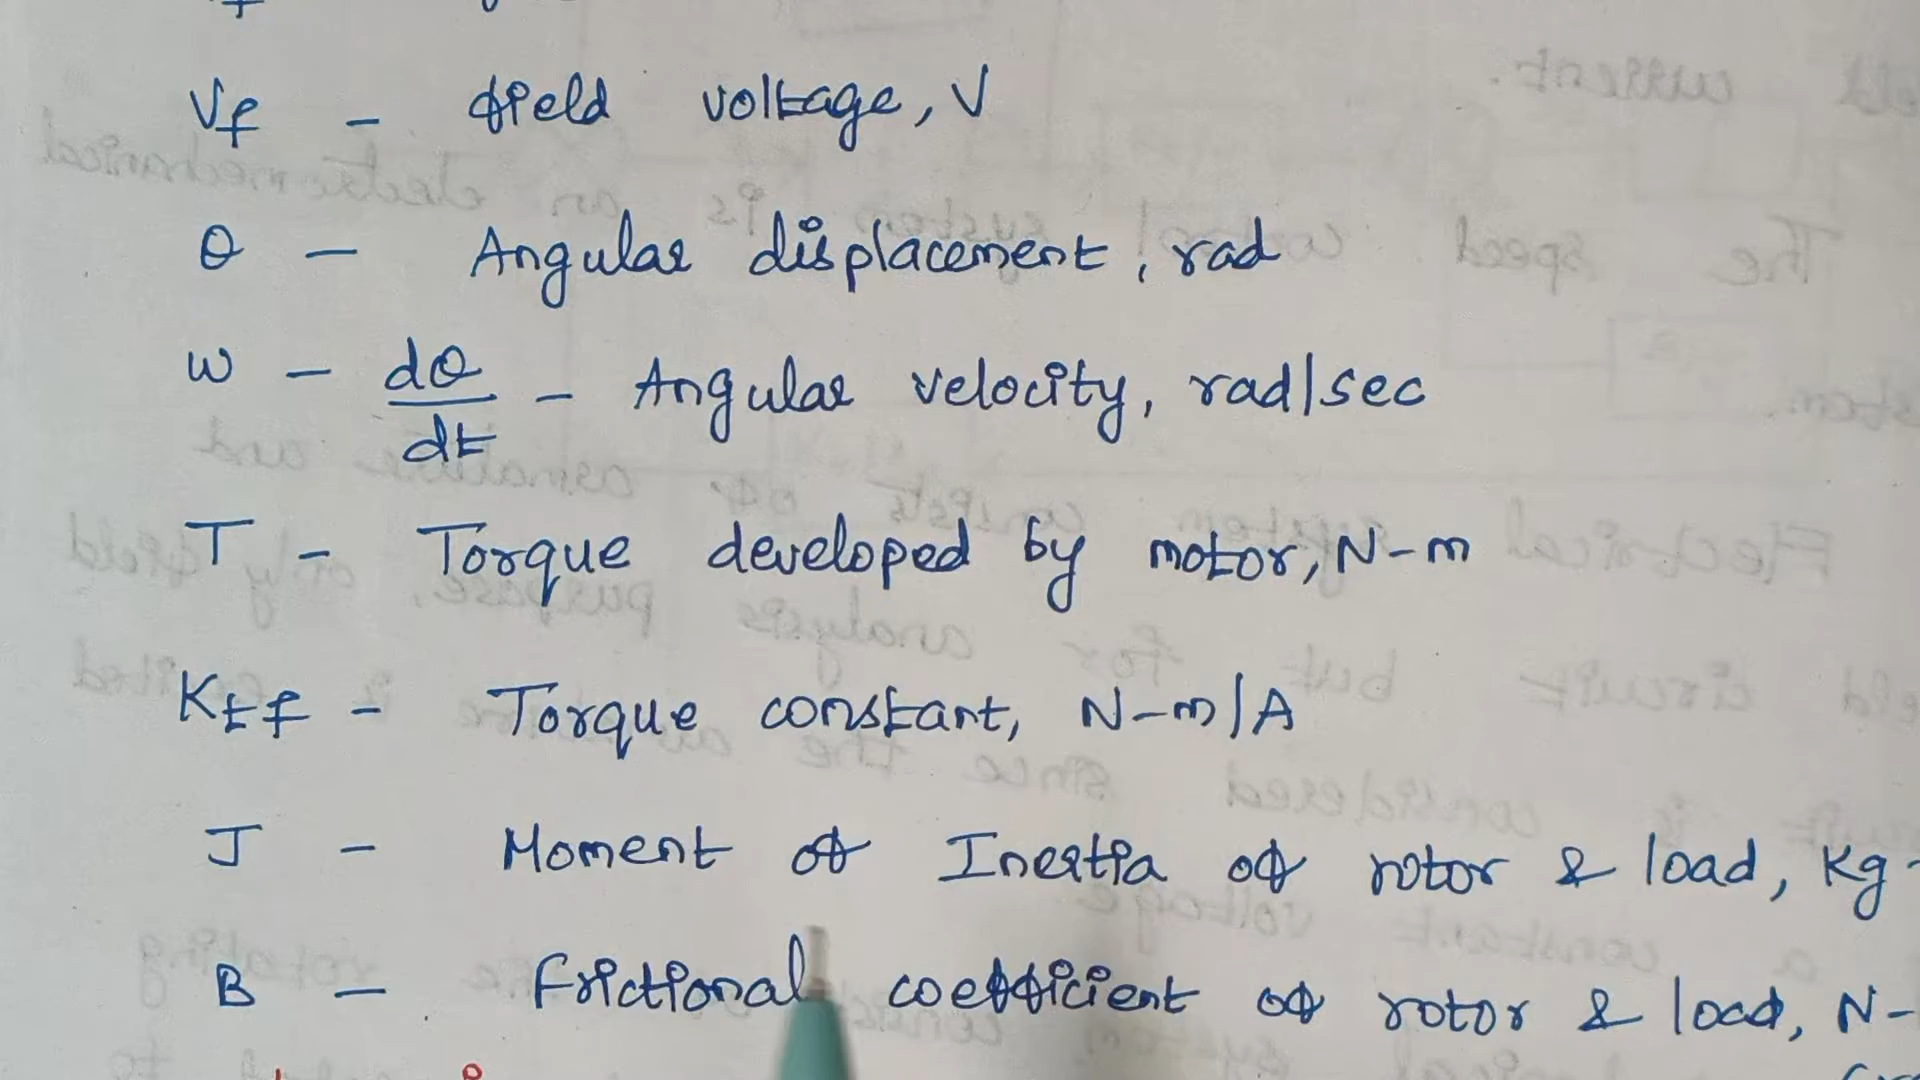 Vf - field voltage, V
θ - Angular displacement, rad
w - dθ/dt - Angular velocity, rad/sec
T - Torque developed by motor, N-m
Ktf - Torque constant, N-m/A
J - Moment of Inertia of rotor & load, Kg-
B - Frictional coefficient of rotor & load, N-